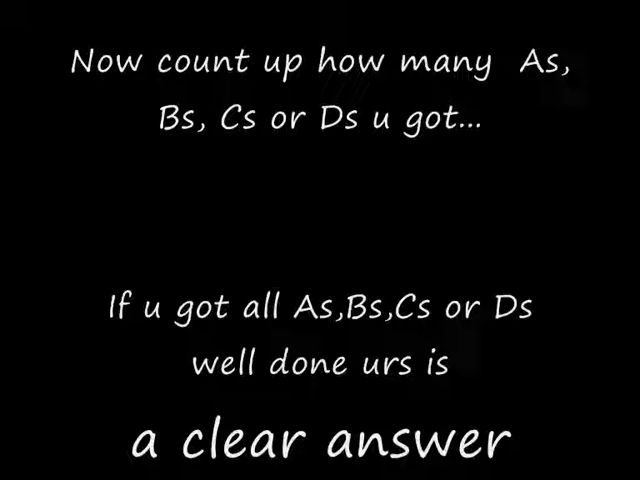 Now count up how many As,
Bs, Cs or Ds u got...
If u got all As,Bs,Cs or Ds
well done urs is
a clear answer